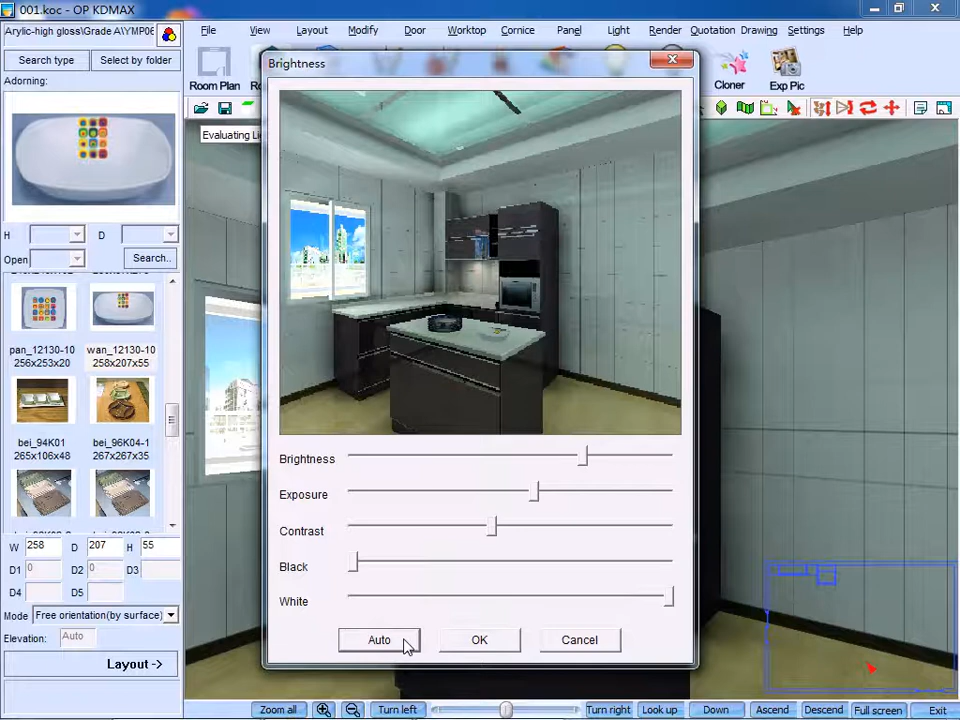 001.koc - OP KDMAX
Arylic-high gloss\Grade A\YMP06
File View Layout Modify Door Worktop Cornice Panel Light Render Quotation Drawing Settings Help
Search type
Select by folder
Adorning:
Room Plan
Cloner
Exp Pic
Evaluating Li
Brightness
H
D
Open
Search..
pan_12130-10
256x253x20
wan_12130-10
258x207x55
bei_94K01
265x106x48
bei_96K04-1
267x267x35
W 258 D 207 H 55
D1 0 D2 0 D3
D4 D5
Mode Free orientation(by surface)
Elevation: Auto
Layout ->
Brightness
Exposure
Contrast
Black
White
Auto OK Cancel
Zoom all Turn left Turn right Look up Down Ascend Descend Full screen Exit